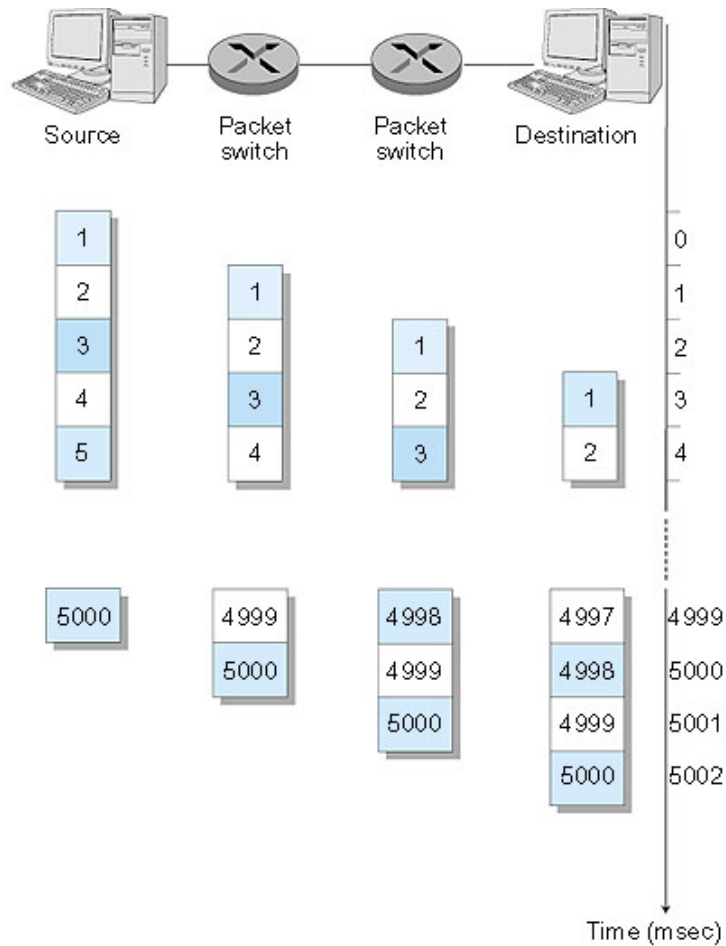 Source
Packet switch
Packet switch
Destination
1 0
2 1 1
3 2 1 2
4 3 2 1 3
5 4 3 2 4
5000 4999 4998 4997 4999
5000 4999 4998 5000
5000 4999 5001
5000 5002
Time (msec)